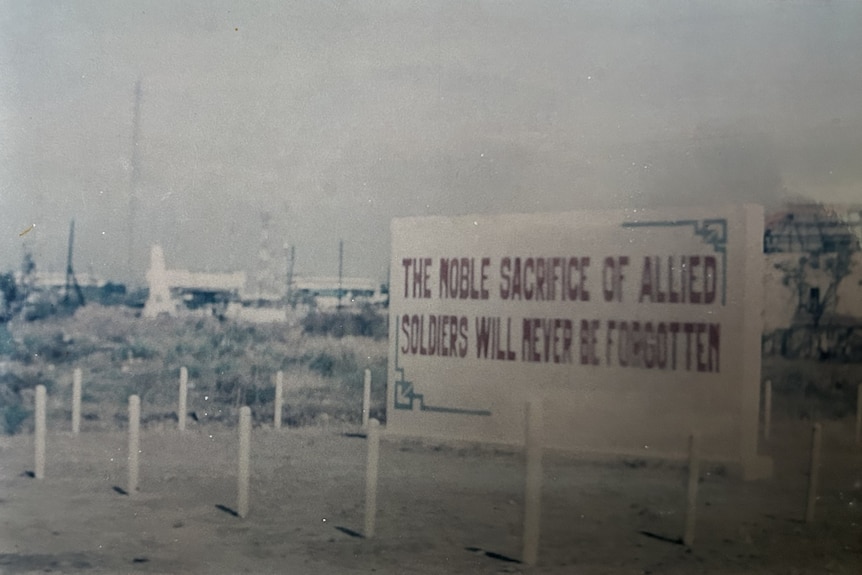 THE NOBLE SACRIFICE OF ALLIED
SOLDIERS WILL NEVER BE FORGOTTEN